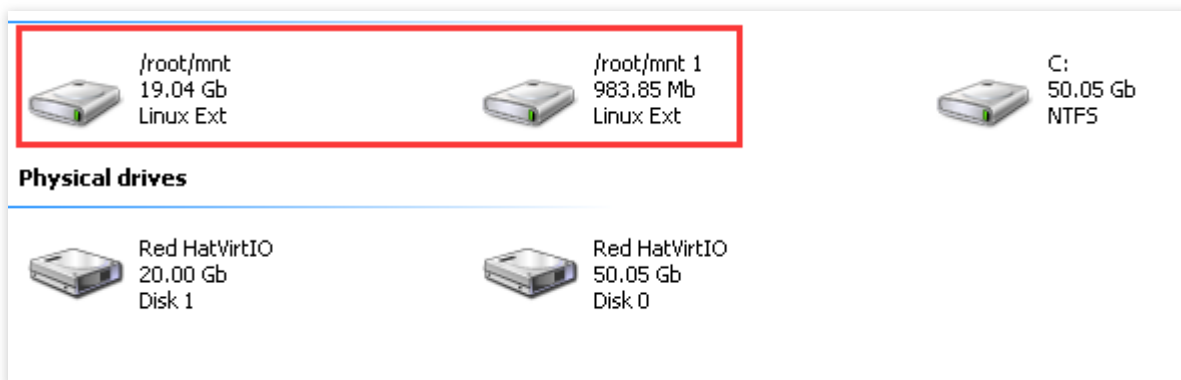 /root/mnt
19.04 Gb
Linux Ext
/root/mnt 1
983.85 Mb
Linux Ext
C:
50.05 Gb
NTFS
Physical drives
Red HatVirtIO
20.00 Gb
Disk 1
Red HatVirtIO
50.05 Gb
Disk 0